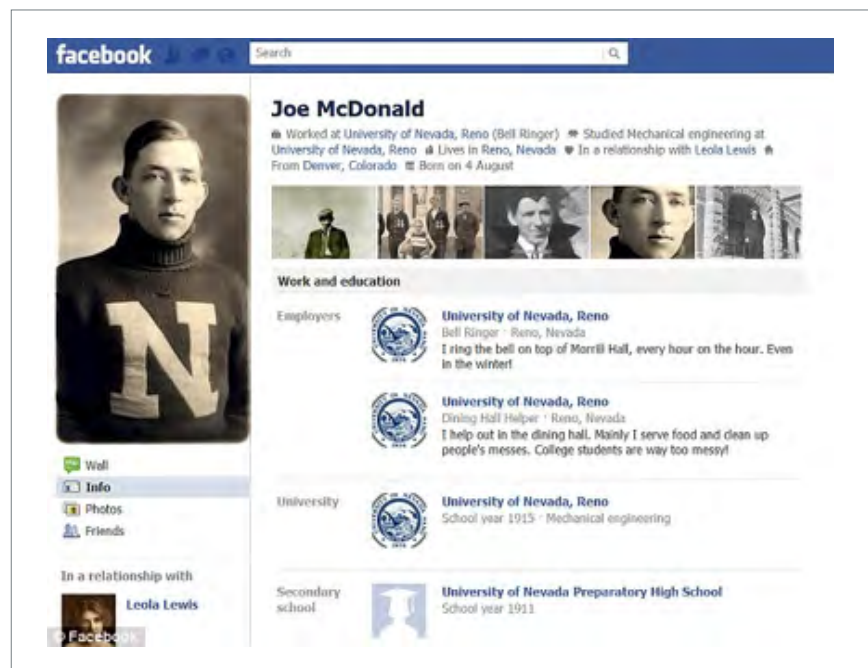 facebook
Search
Joe McDonald
Worked at University of Nevada, Reno (Bell Ringer) Studied Mechanical engineering at
University of Nevada, Reno Lives in Reno, Nevada In a relationship with Leola Lewis
From Denver, Colorado Born on 4 August
N
Work and education
Employers
University of Nevada, Reno
Bell Ringer · Reno, Nevada
I ring the bell on top of Morrill Hall, every hour on the hour. Even
in the winter!
University of Nevada, Reno
Dining Hall Helper · Reno, Nevada
I help out in the dining hall. Mainly I serve food and clean up
people's messes. College students are way too messy!
Wall
Info
Photos
Friends
University
University of Nevada, Reno
School year 1915 · Mechanical engineering
In a relationship with
Leola Lewis
Secondary
school
University of Nevada Preparatory High School
School year 1911
© Facebook